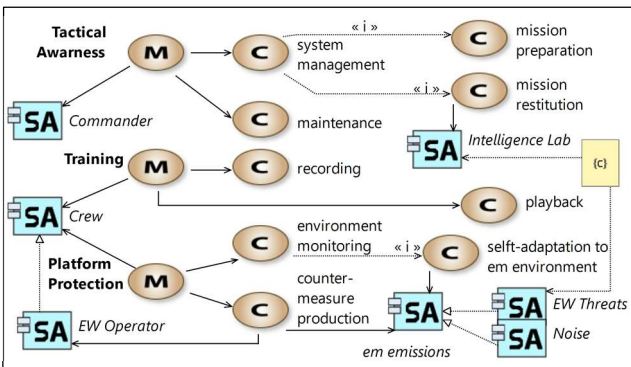 Tactical
Awarness
M
C
system
management
« i »
C
mission
preparation
« i »
C
mission
restitution
SA
Commander
C
maintenance
SA
Intelligence Lab
Training
M
C
recording
{c}
SA
Crew
C
playback
Platform
Protection
M
C
environment
monitoring
« i »
C
selft-adaptation to
em environment
C
counter-
measure
production
SA
EW Operator
SA
em emissions
SA
EW Threats
SA
Noise